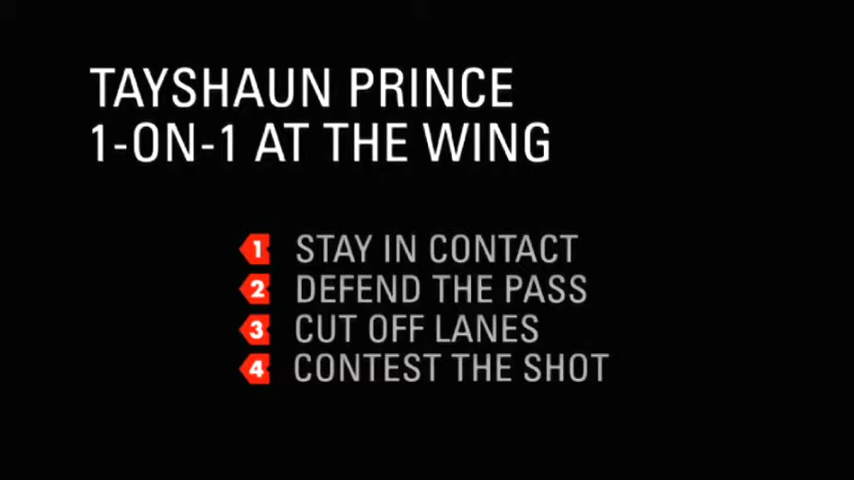 TAYSHAUN PRINCE
1-ON-1 AT THE WING
1 STAY IN CONTACT
2 DEFEND THE PASS
3 CUT OFF LANES
4 CONTEST THE SHOT